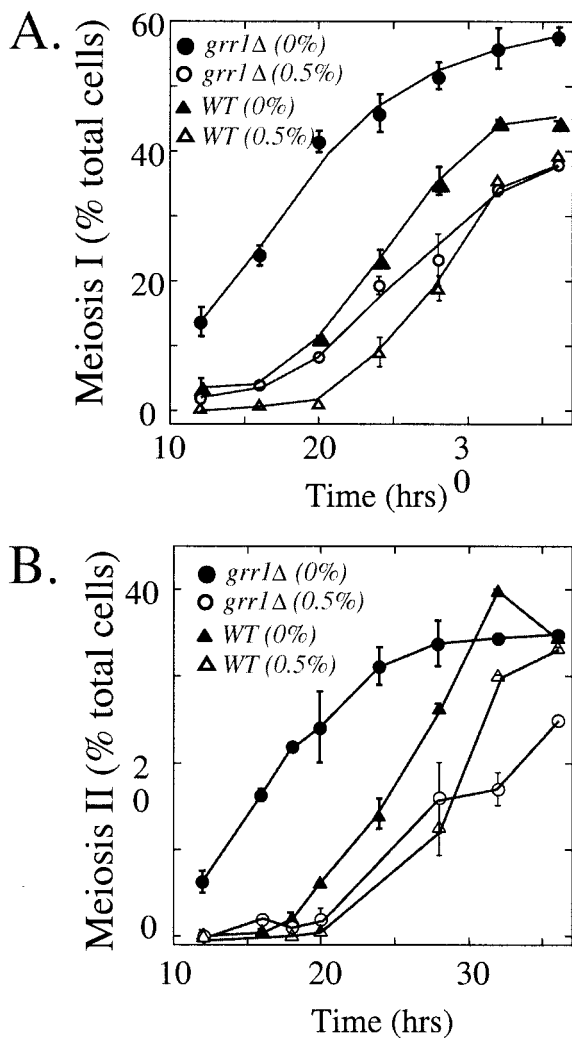 A.
60
40
20
0
Meiosis I (% total cells)
grr1Δ (0%)
grr1Δ (0.5%)
WT (0%)
WT (0.5%)
10
20
3
0
Time (hrs)
B.
40
2
0
0
Meiosis II (% total cells)
grr1Δ (0%)
grr1Δ (0.5%)
WT (0%)
WT (0.5%)
10
20
30
Time (hrs)